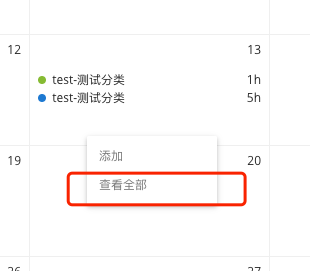 12 13
test-测试分类 1h
test-测试分类 5h
添加
19 20
查看全部
26 27